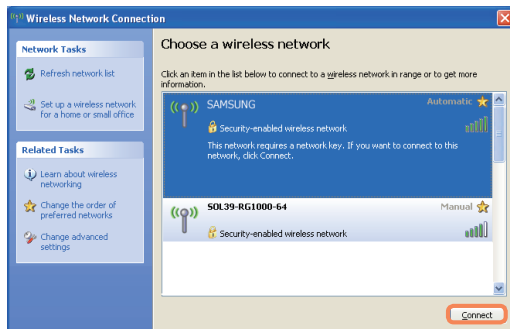 Wireless Network Connection
Network Tasks
Refresh network list
Set up a wireless network
for a home or small office
Related Tasks
Learn about wireless
networking
Change the order of
preferred networks
Change advanced
settings
Choose a wireless network
Click an item in the list below to connect to a wireless network in range or to get more
information.
SAMSUNG Automatic
Security-enabled wireless network
This network requires a network key. If you want to connect to this
network, click Connect.
SOL39-RG1000-64 Manual
Security-enabled wireless network
Connect